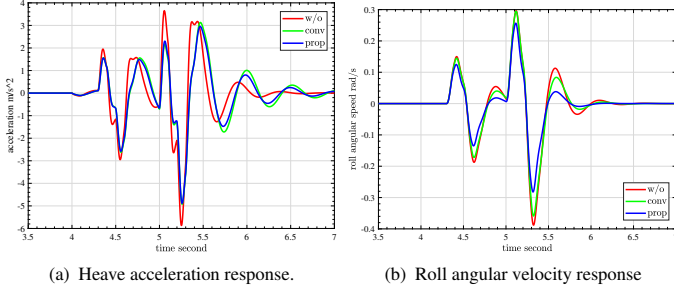 4
3
2
1
0
-1
-2
-3
-4
-5
-6
acceleration m/s^2
w/o
conv
prop
3.5
4
4.5
5
5.5
6
6.5
7
time second
(a) Heave acceleration response.
0.3
0.2
0.1
0
-0.1
-0.2
-0.3
-0.4
roll angular speed rad/s
w/o
conv
prop
3.5
4
4.5
5
5.5
6
6.5
time second
(b) Roll angular velocity response